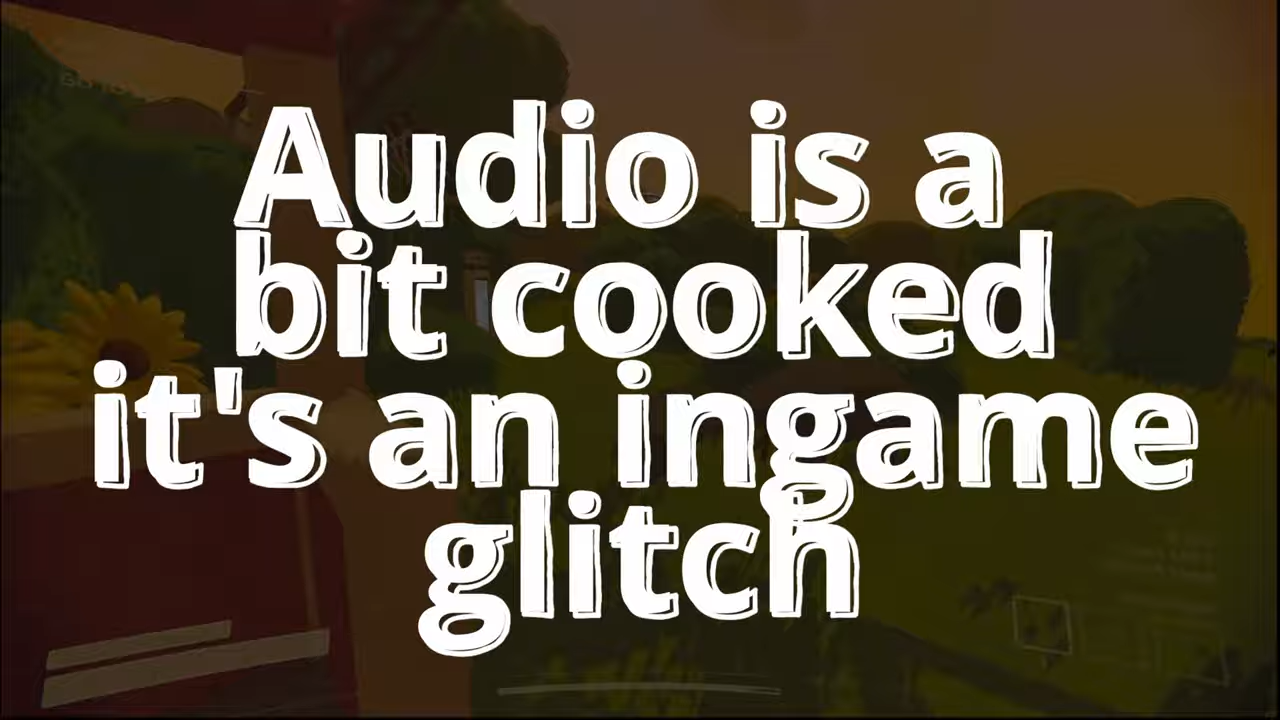 Audio is a
bit cooked
it's an ingame
glitch